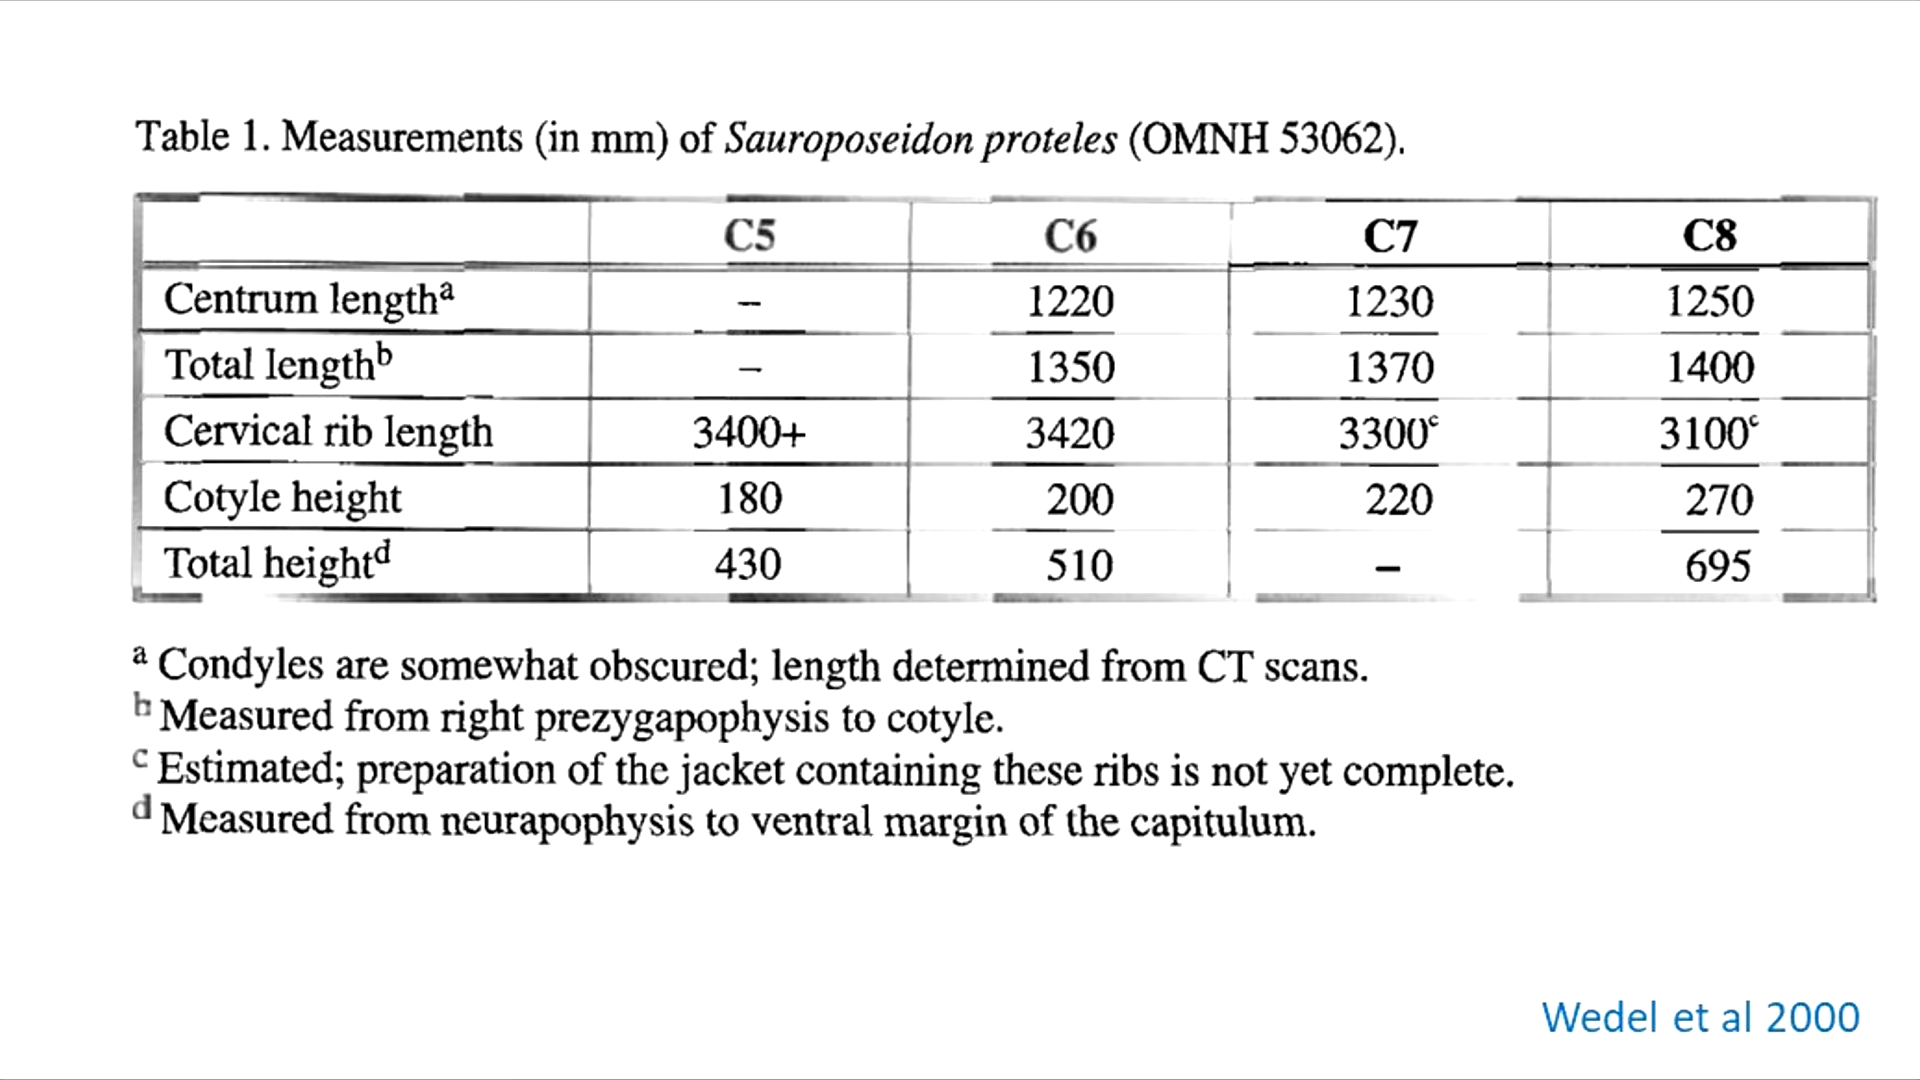 Table 1. Measurements (in mm) of Sauroposeidon proteles (OMNH 53062).
C5 C6 C7 C8
Centrum lengthᵃ – 1220 1230 1250
Total lengthᵇ – 1350 1370 1400
Cervical rib length 3400+ 3420 3300ᶜ 3100ᶜ
Cotyle height 180 200 220 270
Total heightᵈ 430 510 – 695
ᵃ Condyles are somewhat obscured; length determined from CT scans.
ᵇ Measured from right prezygapophysis to cotyle.
ᶜ Estimated; preparation of the jacket containing these ribs is not yet complete.
ᵈ Measured from neurapophysis to ventral margin of the capitulum.
Wedel et al 2000